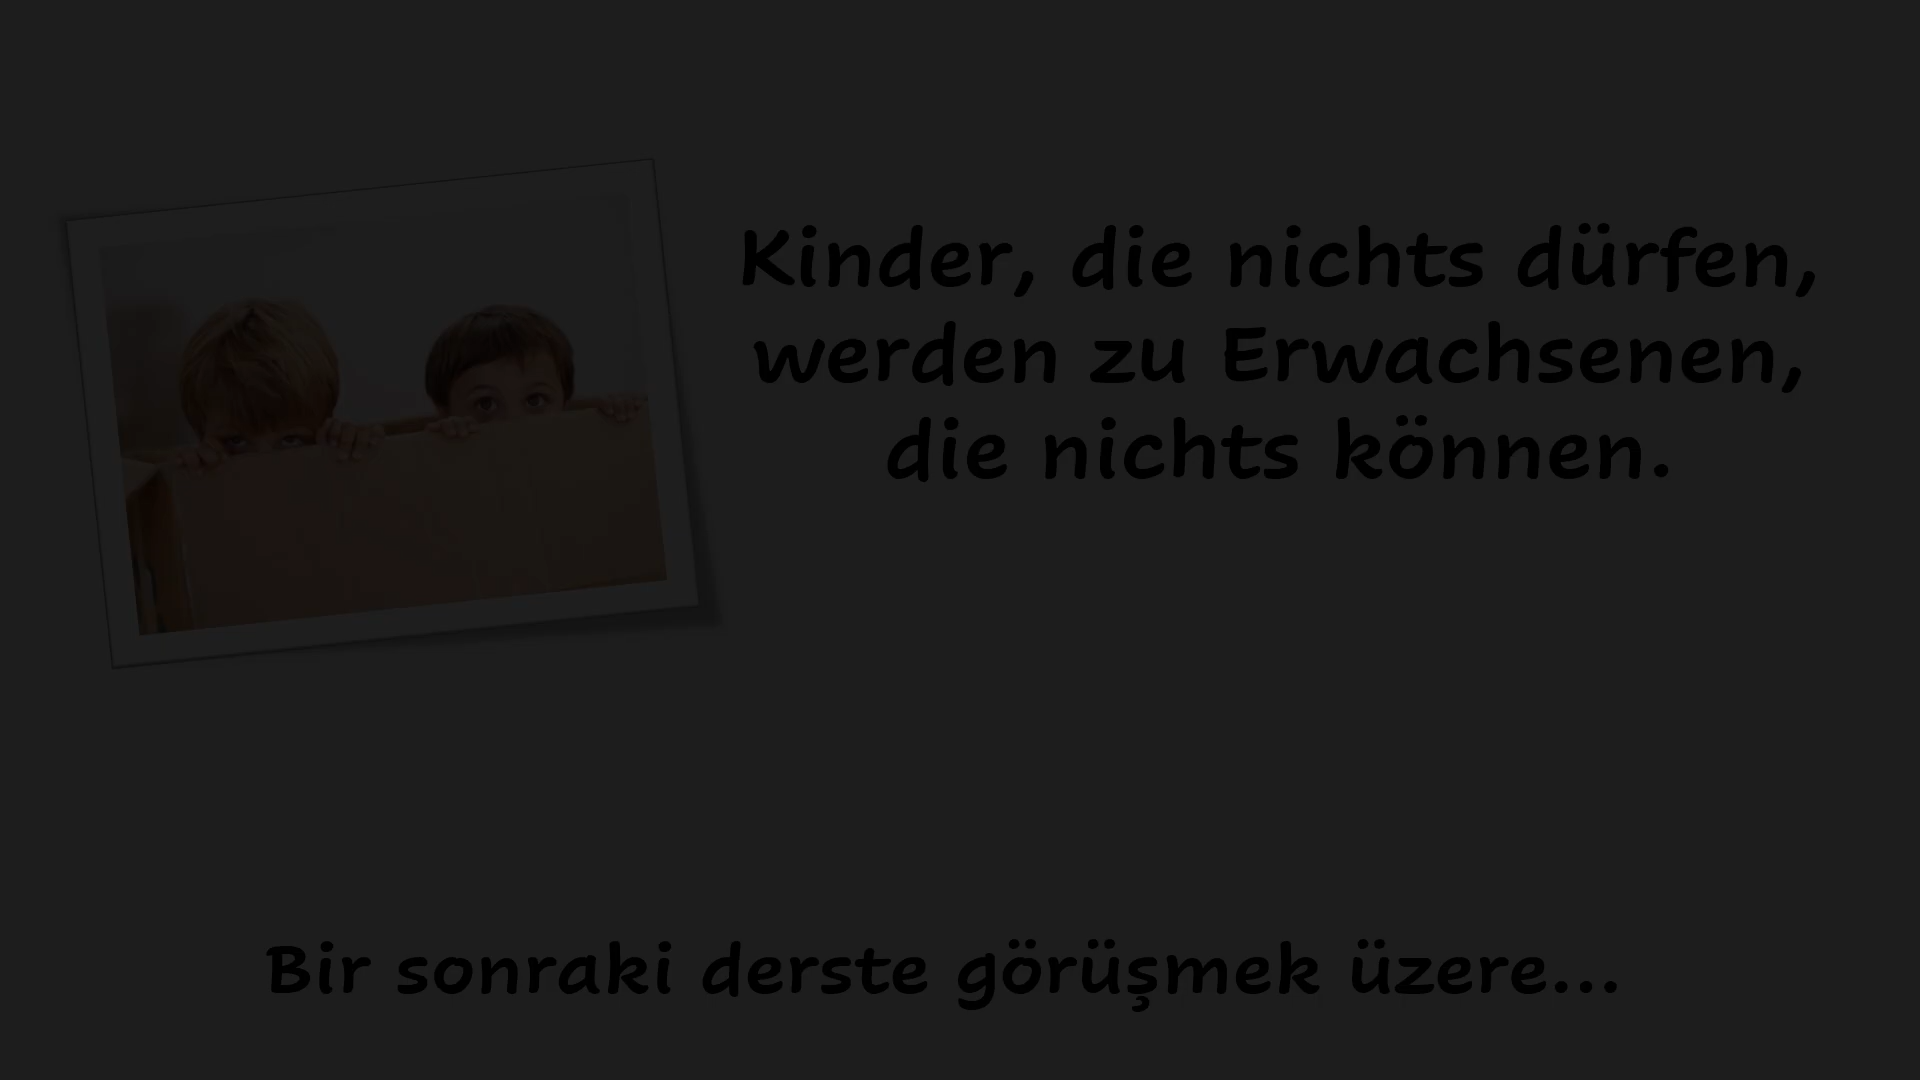 Kinder, die nichts dürfen,
werden zu Erwachsenen,
die nichts können.
Bir sonraki derste görüşmek üzere...